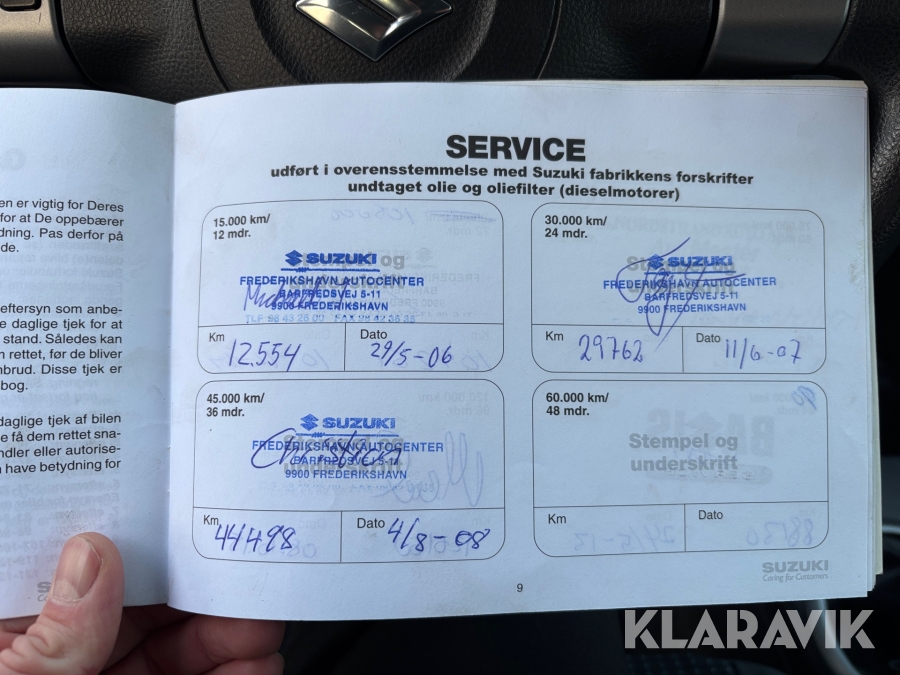 en er vigtig for Deres
for at De oppebærer
dning. Pas derfor på
de.
eftersyn som anbe-
e daglige tjek for at
stand. Således kan
n rettet, før de bliver
nbrud. Disse tjek er
bog.
daglige tjek af bilen
e få dem rettet sna-
ndler eller autorise-
n have betydning for
SERVICE
udført i overensstemmelse med Suzuki fabrikkens forskrifter
undtaget olie og oliefilter (dieselmotorer)
15.000 km/
12 mdr.
SUZUKI
FREDERIKSHAVN AUTOCENTER
BARFREDSVEJ 5-11
9900 FREDERIKSHAVN
Km 12.554 Dato 29/5-06
30.000 km/
24 mdr.
SUZUKI
FREDERIKSHAVN AUTOCENTER
BARFREDSVEJ 5-11
9900 FREDERIKSHAVN
Km 29762 Dato 11/6-07
45.000 km/
36 mdr.
SUZUKI
FREDERIKSHAVN AUTOCENTER
BARFREDSVEJ 5-11
9900 FREDERIKSHAVN
Km 44498 Dato 4/8-08
60.000 km/
48 mdr.
Stempel og
underskrift
Km Dato
SUZUKI
Caring for Customers
9
KLARAVIK